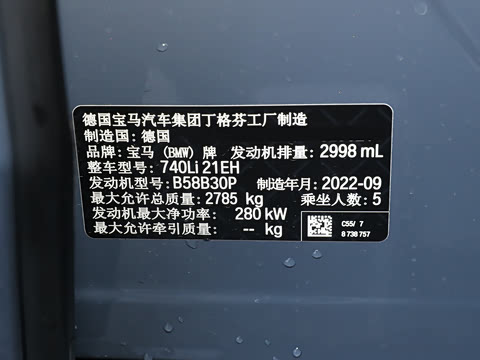 德国宝马汽车集团丁格芬工厂制造
制造国: 德国
品牌: 宝马 (BMW) 牌 发动机排量: 2998 mL
整车型号: 740Li 21EH
发动机型号: B58B30P 制造年月: 2022-09
最大允许总质量: 2785 kg 乘坐人数: 5
发动机最大净功率: 280 kW
最大允许牵引质量: -- kg
C55/ 7
8 738 757